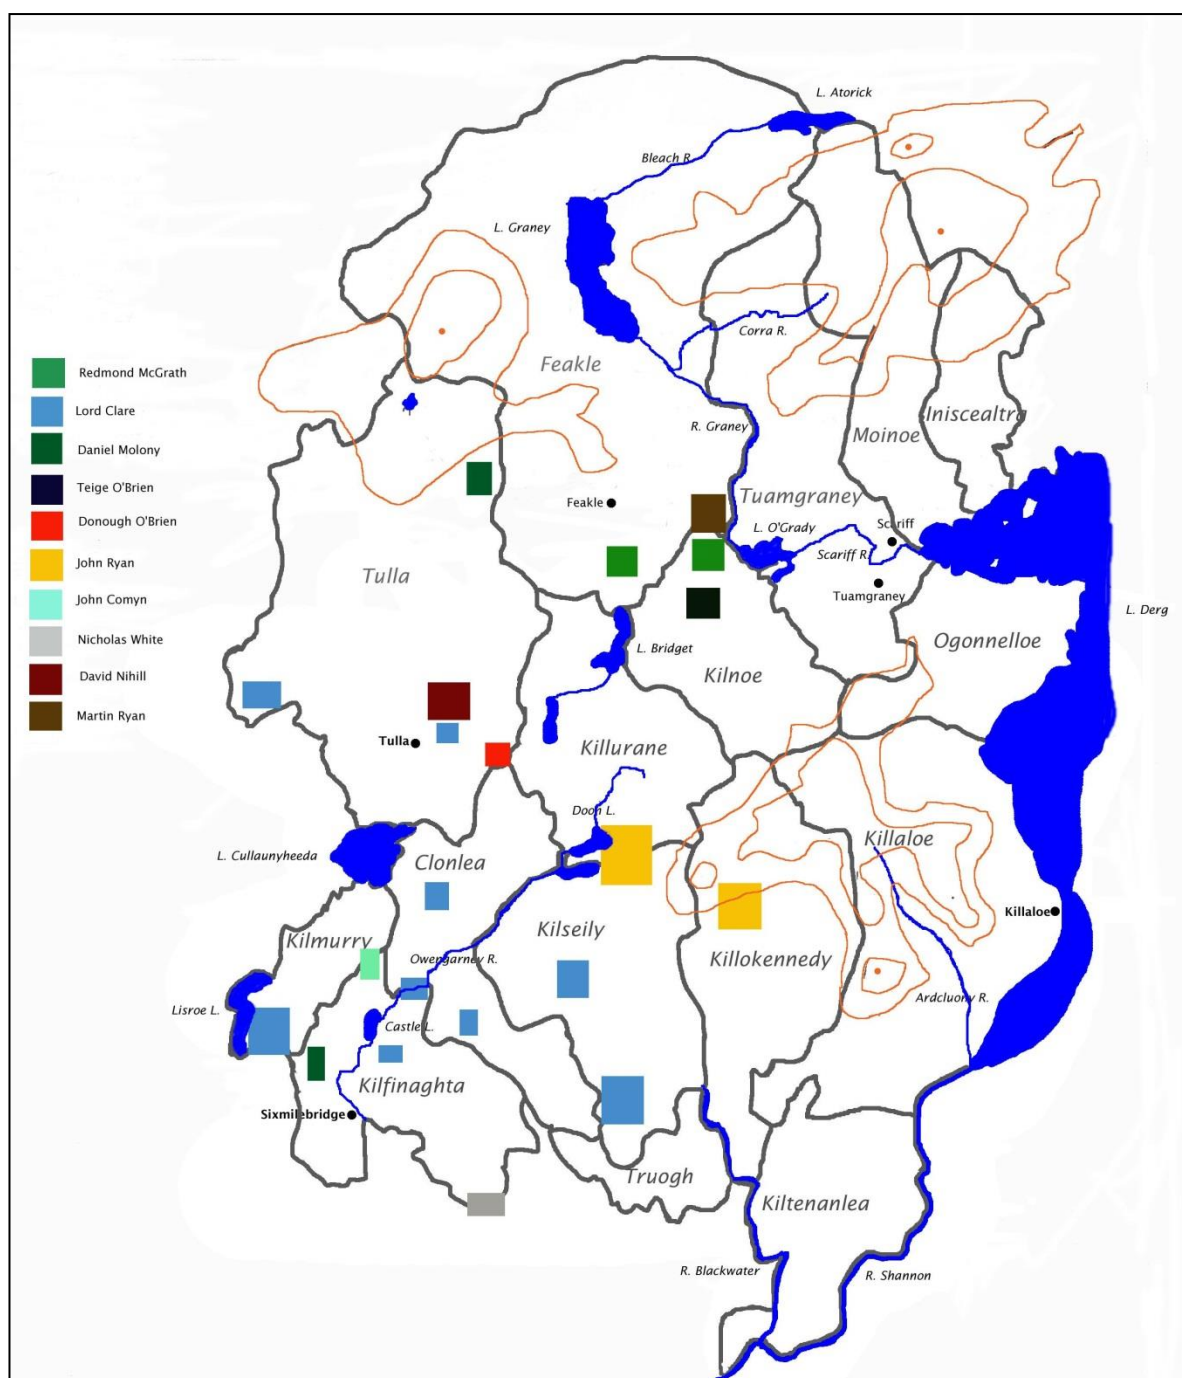 L. Atorick
Bleach R
L. Graney
Corra R.
Feakle
Redmond McGrath
Lord Clare
Daniel Molony
Teige O'Brien
Donough O'Brien
John Ryan
John Comyn
Nicholas White
David Nihill
Martin Ryan
Iniscealtra
R. Graney
Moinoe
Tuamgraney
Feakle
L. O'Grady
Scariff
Scariff R.
Tulla
Tuamgraney
L. Derg
Ogonnelloe
L. Bridget
Kilnoe
Tulla
Killurane
Doon L.
L. Cullaunyheeda
Clonlea
Killaloe
Killaloe
Kilmurry
Kilseily
Owengarney R.
Killokennedy
Lisroe L.
Castle L.
Ardcluony R.
Kilfinaghta
Sixmilebridge
Truogh
Kiltenanlea
R. Blackwater
R. Shannon